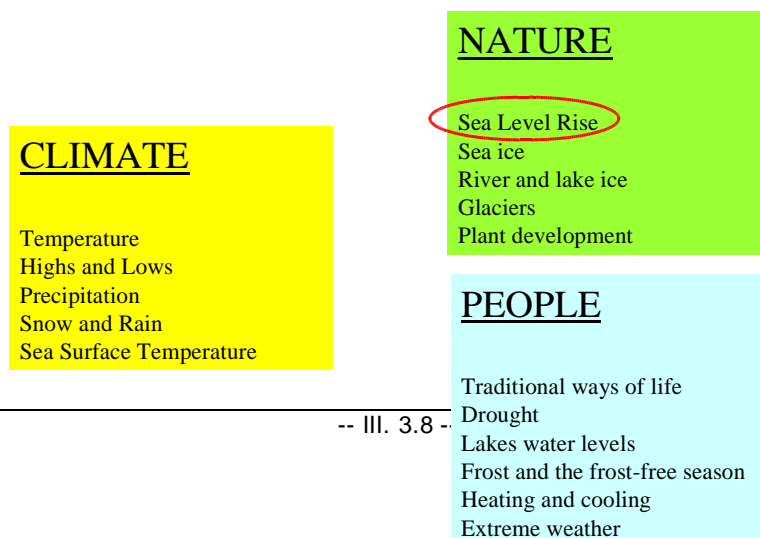 NATURE
Sea Level Rise
Sea ice
River and lake ice
Glaciers
Plant development
CLIMATE
Temperature
Highs and Lows
Precipitation
Snow and Rain
Sea Surface Temperature
PEOPLE
Traditional ways of life
Drought
Lakes water levels
Frost and the frost-free season
Heating and cooling
Extreme weather
-- III. 3.8 --